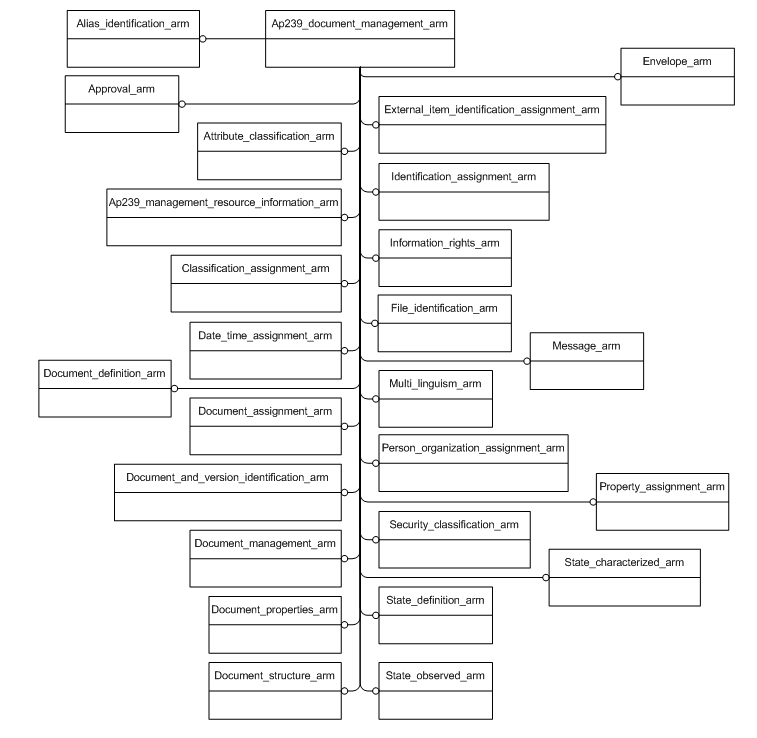 Alias_identification_arm
Ap239_document_management_arm
Envelope_arm
Approval_arm
External_item_identification_assignment_arm
Attribute_classification_arm
Identification_assignment_arm
Ap239_management_resource_information_arm
Information_rights_arm
Classification_assignment_arm
File_identification_arm
Date_time_assignment_arm
Message_arm
Document_definition_arm
Multi_linguism_arm
Document_assignment_arm
Person_organization_assignment_arm
Document_and_version_identification_arm
Property_assignment_arm
Security_classification_arm
Document_management_arm
State_characterized_arm
State_definition_arm
Document_properties_arm
Document_structure_arm
State_observed_arm